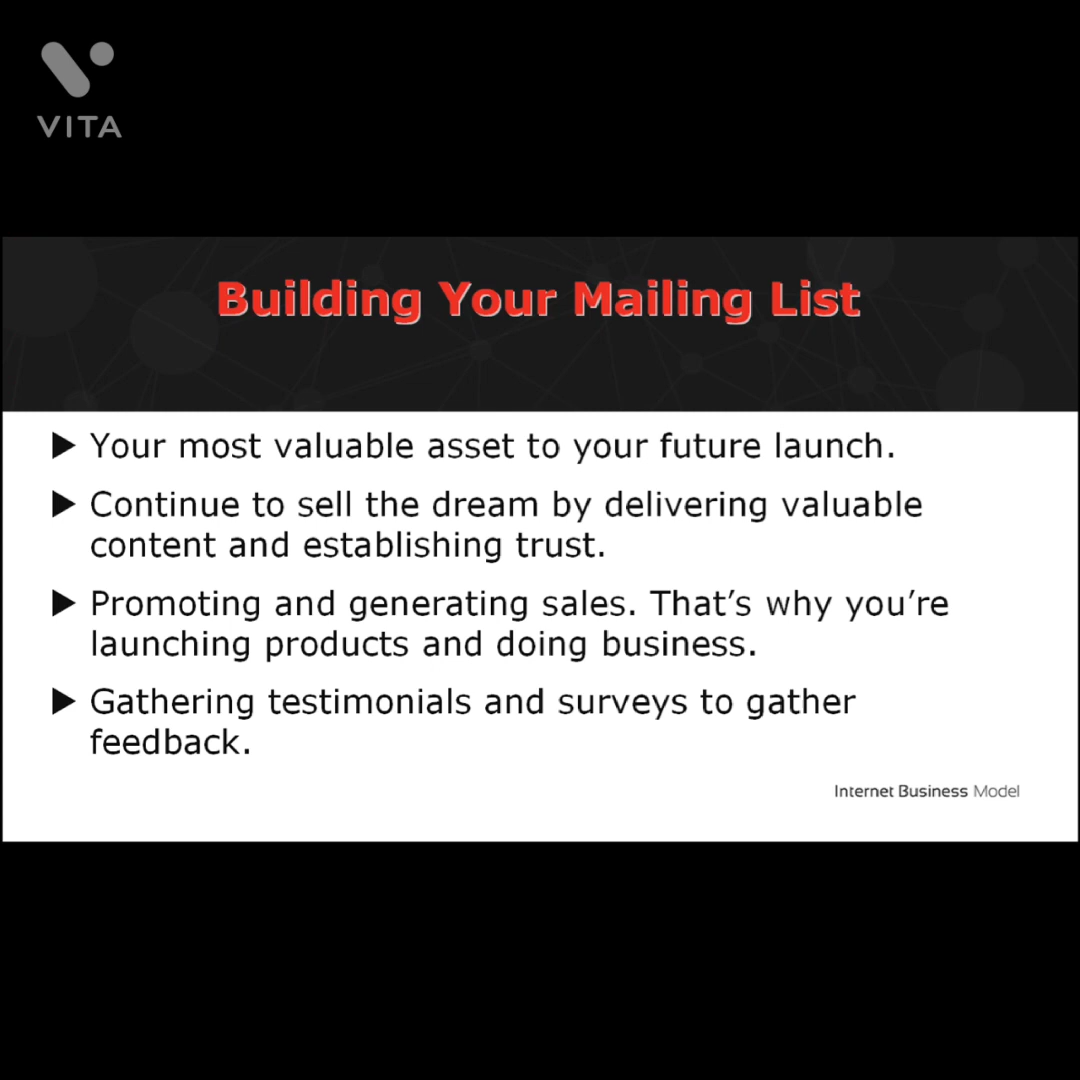 VITA
Building Your Mailing List
▶ Your most valuable asset to your future launch.
▶ Continue to sell the dream by delivering valuable
content and establishing trust.
▶ Promoting and generating sales. That’s why you’re
launching products and doing business.
▶ Gathering testimonials and surveys to gather
feedback.
Internet Business Model